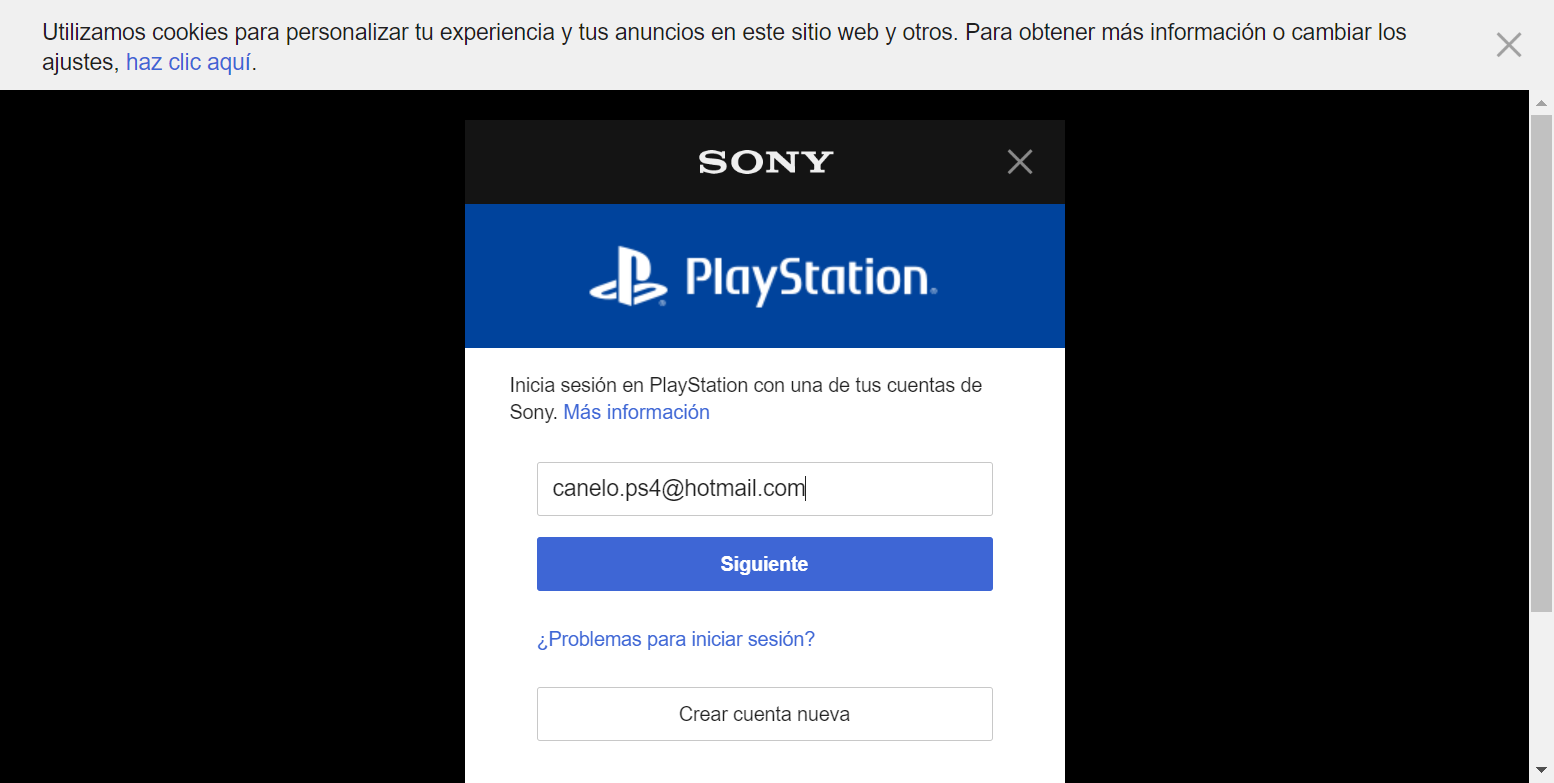 Utilizamos cookies para personalizar tu experiencia y tus anuncios en este sitio web y otros. Para obtener más información o cambiar los
ajustes, haz clic aquí.
SONY
PlayStation®
Inicia sesión en PlayStation con una de tus cuentas de
Sony. Más información
canelo.ps4@hotmail.com
Siguiente
¿Problemas para iniciar sesión?
Crear cuenta nueva